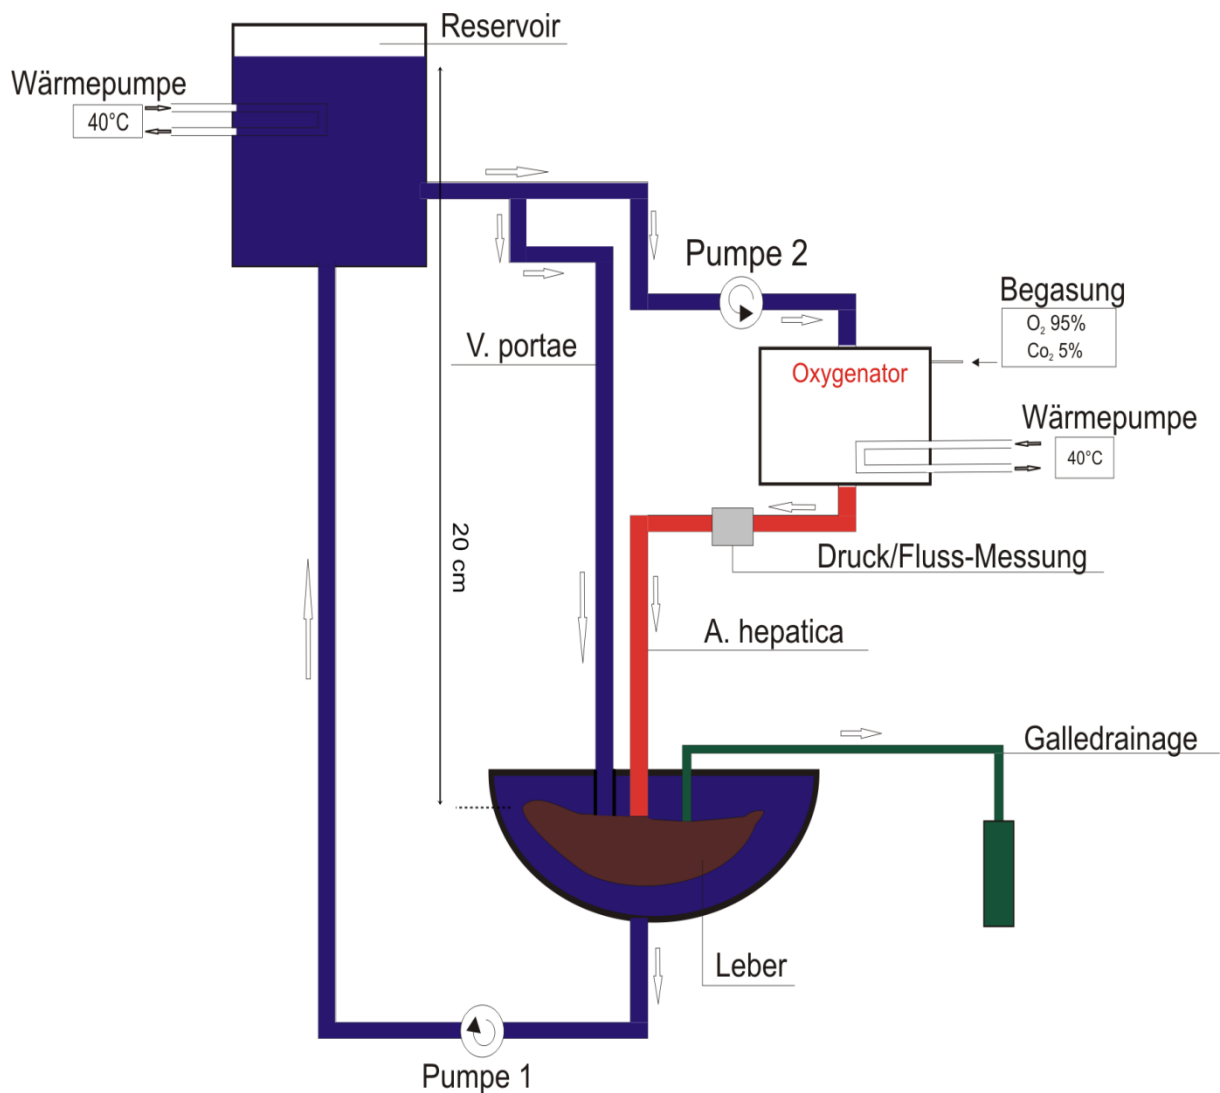 Reservoir
Wärmepumpe
40°C
Pumpe 2
Begasung
O₂ 95%
Co₂ 5%
V. portae
Oxygenator
Wärmepumpe
40°C
20 cm
Druck/Fluss-Messung
A. hepatica
Galledrainage
Leber
Pumpe 1